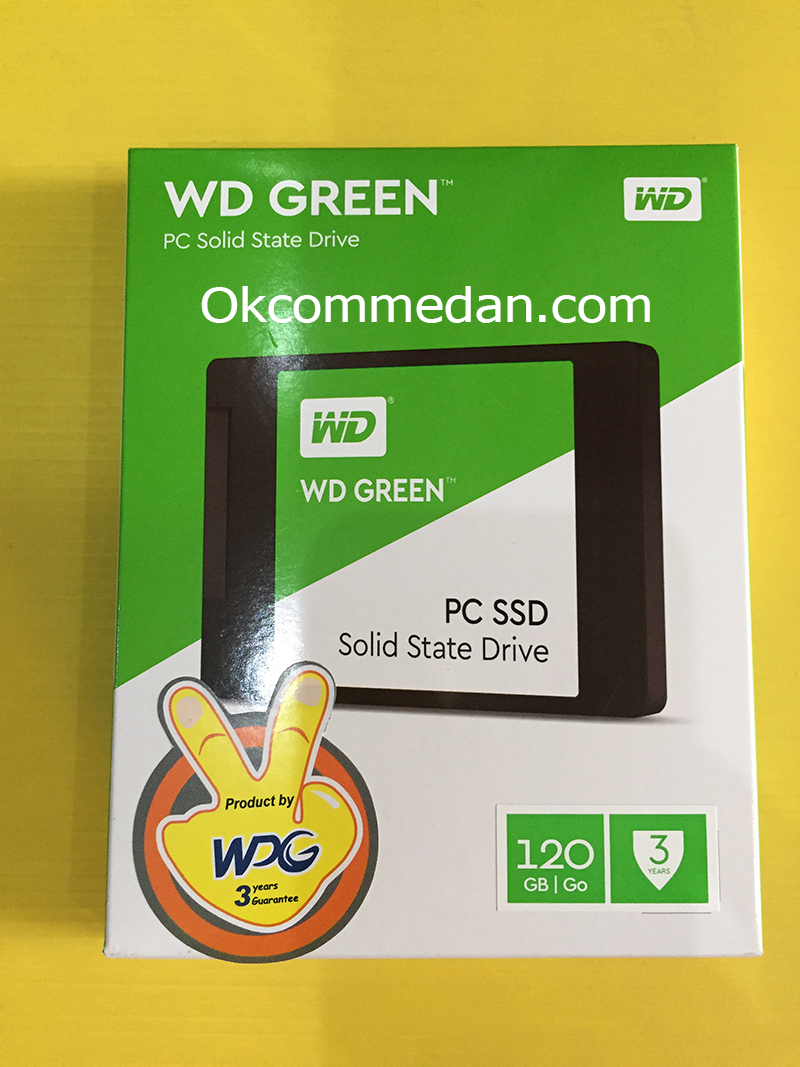 WD GREEN™
WD®
PC Solid State Drive
Okcommedan.com
WD®
WD GREEN™
PC SSD
Solid State Drive
Product by
WDG
3 years
Guarantee
120
GB | Go
3
YEARS